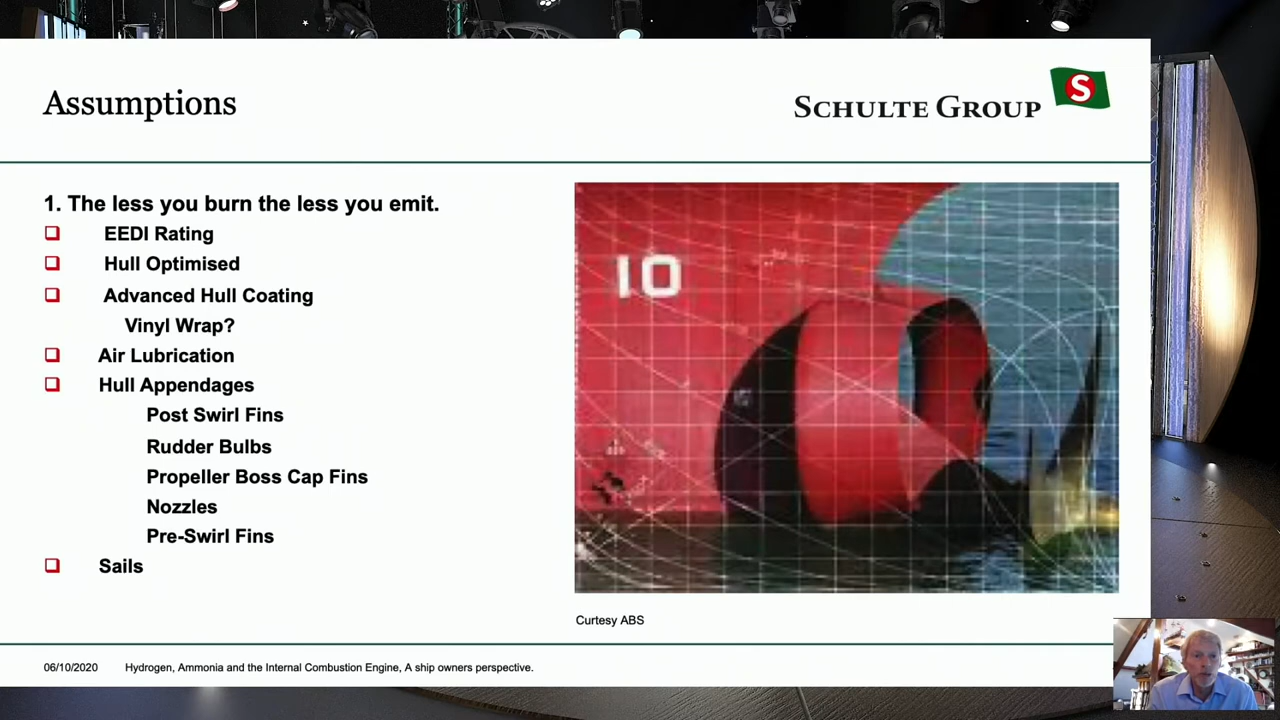 Assumptions
SCHULTE GROUP
S
1. The less you burn the less you emit.
EEDI Rating
Hull Optimised
Advanced Hull Coating
Vinyl Wrap?
Air Lubrication
Hull Appendages
Post Swirl Fins
Rudder Bulbs
Propeller Boss Cap Fins
Nozzles
Pre-Swirl Fins
Sails
10
Curtesy ABS
06/10/2020 Hydrogen, Ammonia and the Internal Combustion Engine, A ship owners perspective.